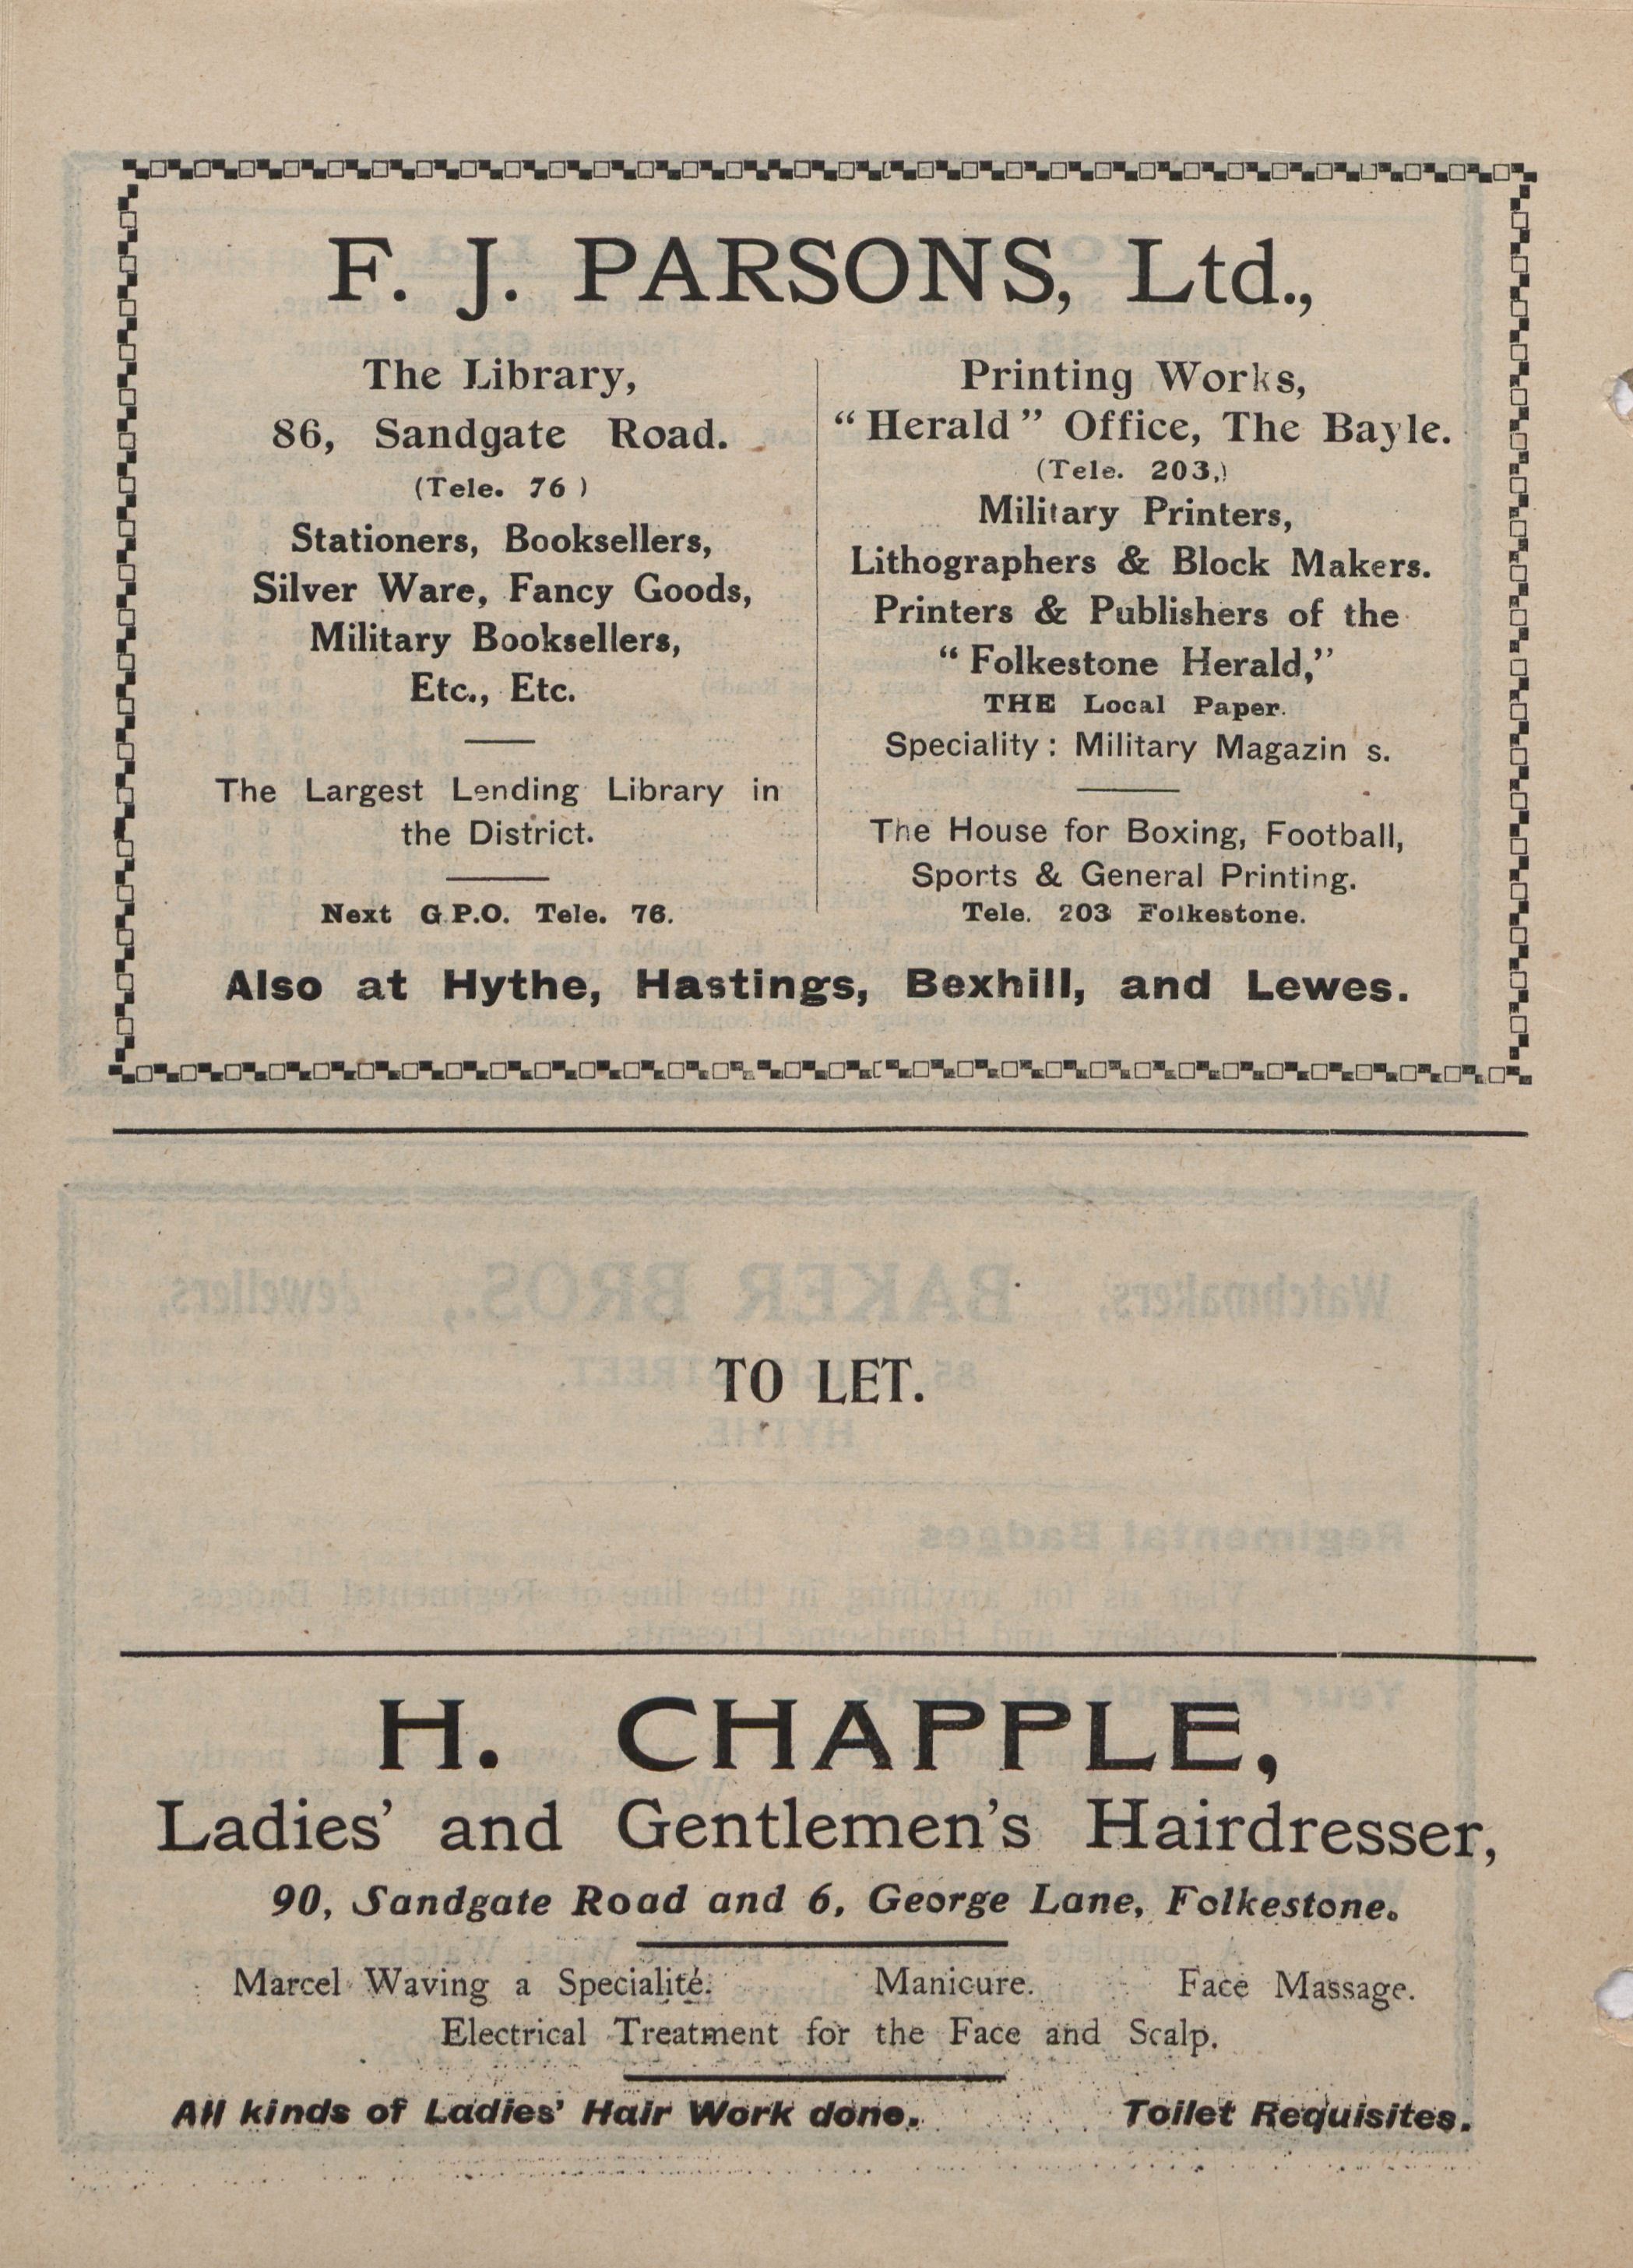 F. J. PARSONS, Ltd.,
The Library,
86, Sandgate Road.
(Tele. 76 )
Stationers, Booksellers,
Silver Ware, Fancy Goods,
Military Booksellers,
Etc., Etc.
The Largest Lending Library in
the District.
Next G.P.O. Tele. 76.
Printing Works,
“Herald” Office, The Bayle.
(Tele. 203,)
Military Printers,
Lithographers & Block Makers.
Printers & Publishers of the
“Folkestone Herald,”
THE Local Paper.
Speciality : Military Magazin s.
The House for Boxing, Football,
Sports & General Printing.
Tele. 203 Folkestone.
Also at Hythe, Hastings, Bexhill, and Lewes.
TO LET.
H. CHAPPLE,
Ladies’ and Gentlemen’s Hairdresser,
90, Sandgate Road and 6, George Lane, Folkestone.
Marcel Waving a Specialité. Manicure. Face Massage.
Electrical Treatment for the Face and Scalp.
All kinds of Ladies’ Hair Work done. Toilet Requisites.